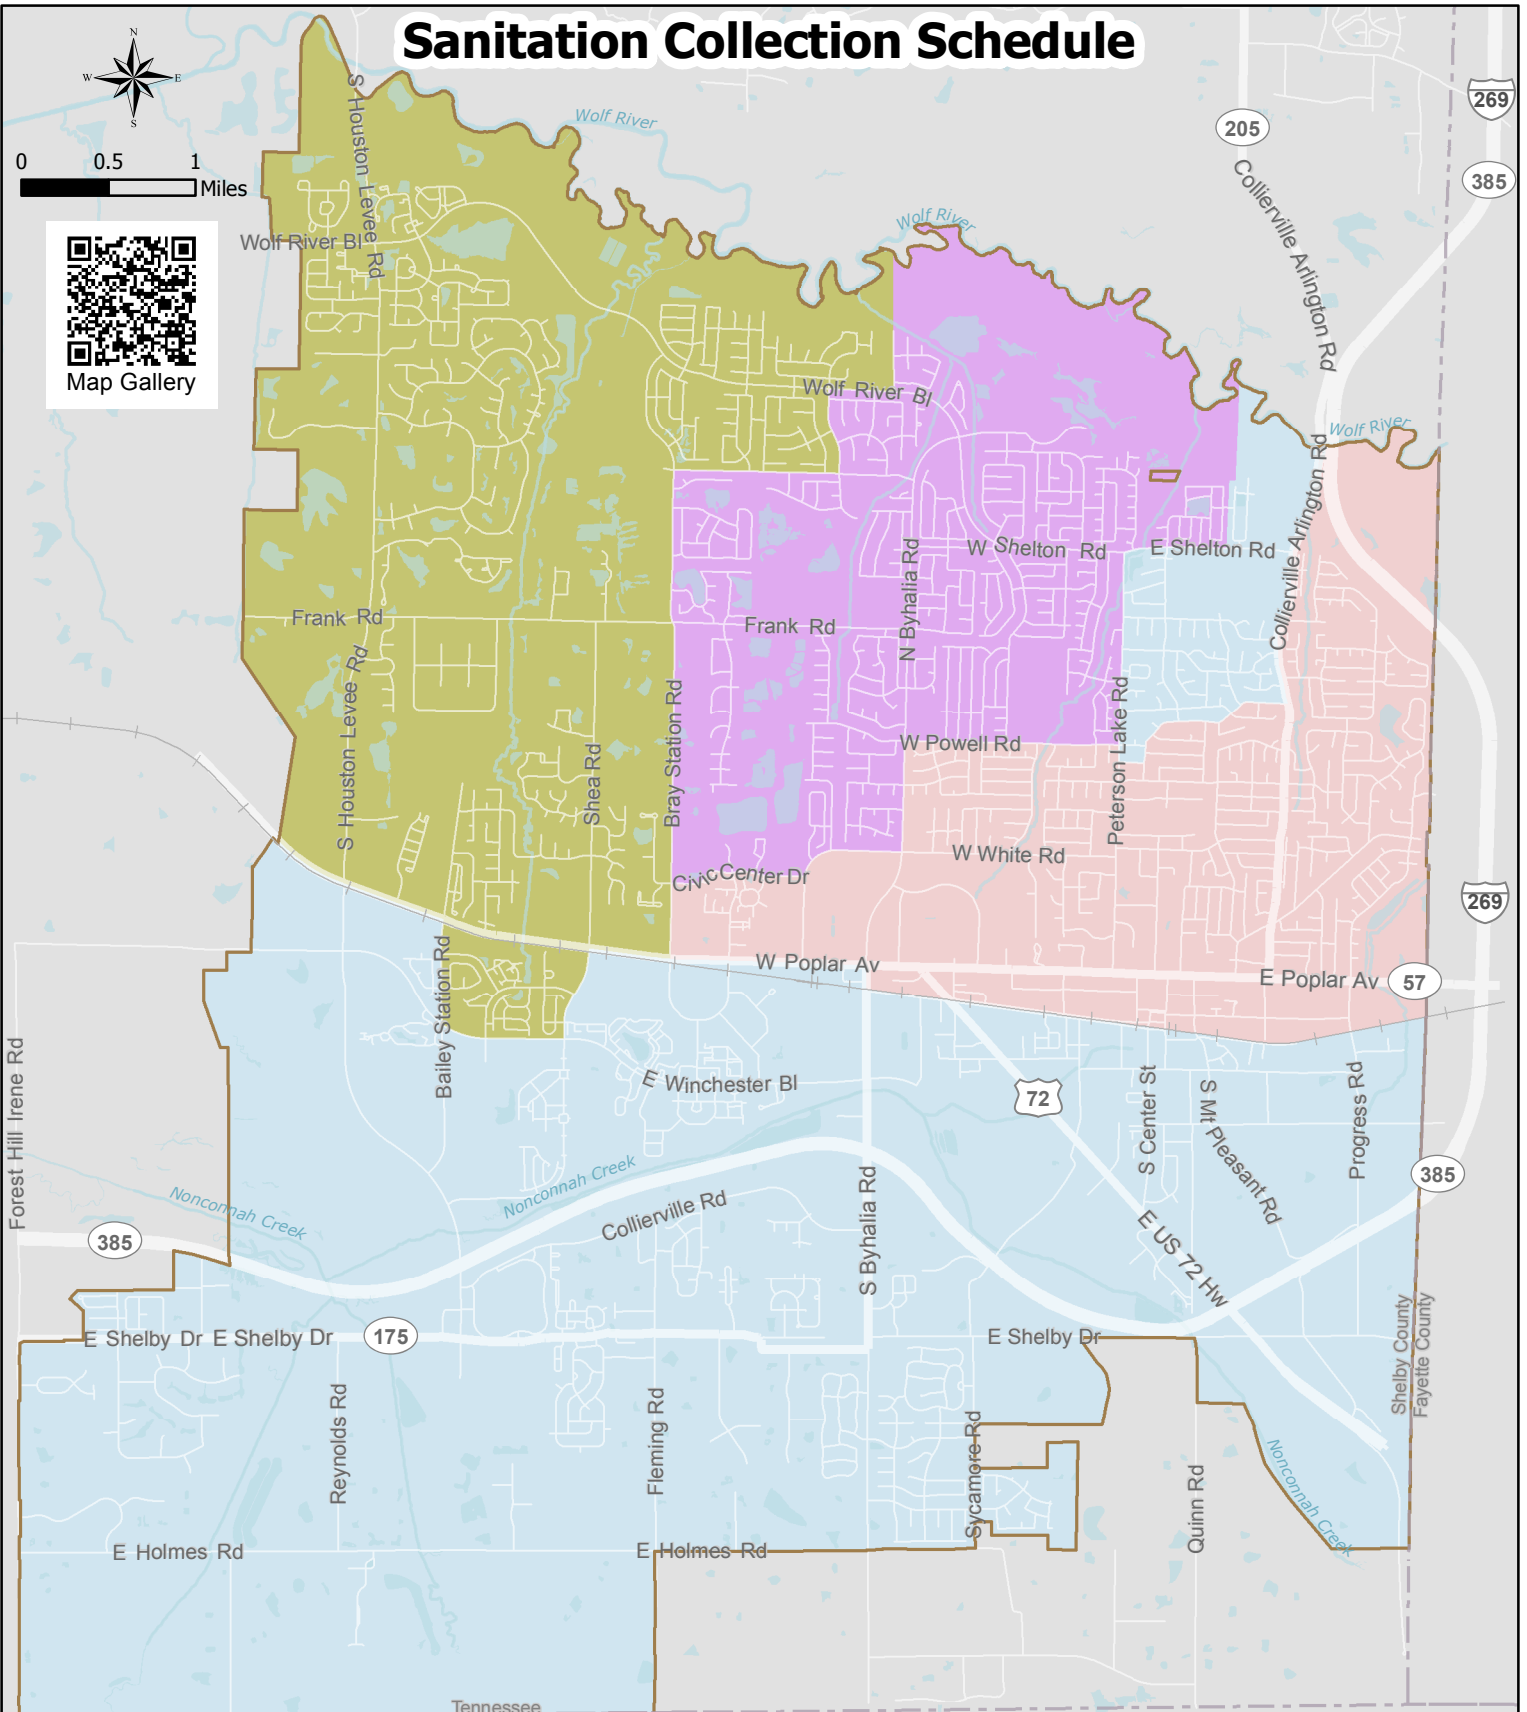 Sanitation Collection Schedule
N
W E
S
0 0.5 1
Miles
Map Gallery
S Houston Levee Rd
Wolf River
Wolf River
205
269
385
Collierville Arlington Rd
Wolf River Bl
Wolf River Bl
Wolf River
Collierville Arlington Rd
W Shelton Rd
E Shelton Rd
N Byhalia Rd
Frank Rd
Frank Rd
S Houston Levee Rd
Shea Rd
Bray Station Rd
W Powell Rd
Peterson Lake Rd
W White Rd
Civic Center Dr
269
W Poplar Av
E Poplar Av
57
Bailey Station Rd
Forest Hill Irene Rd
E Winchester Bl
72
S Center St
S Mt Pleasant Rd
Progress Rd
385
Nonconnah Creek
Nonconnah Creek
Collierville Rd
S Byhalia Rd
E US 72 Hw
385
E Shelby Dr
E Shelby Dr
175
E Shelby Dr
Shelby County
Fayette County
Reynolds Rd
Fleming Rd
Sycamore Rd
Quinn Rd
Nonconnah Creek
E Holmes Rd
E Holmes Rd
Tennessee